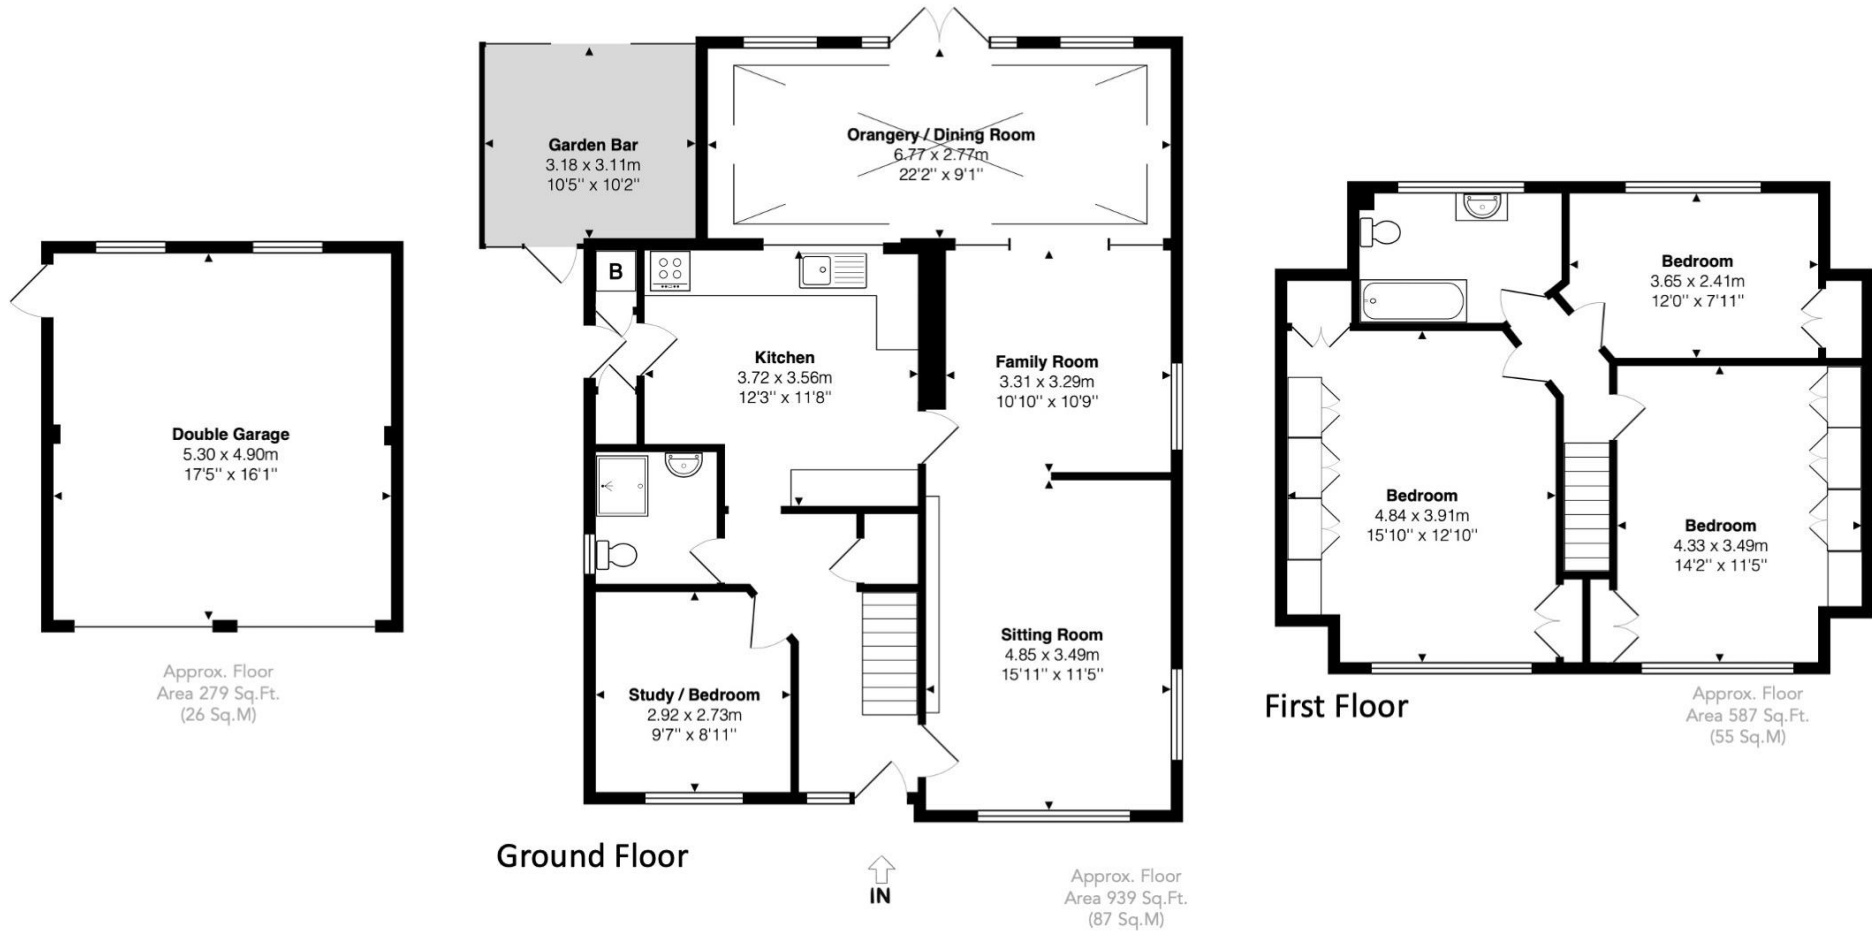 Garden Bar
3.18 x 3.11m
10'5'' x 10'2''
Orangery / Dining Room
6.77 x 2.77m
22'2'' x 9'1''
B
Kitchen
3.72 x 3.56m
12'3'' x 11'8''
Family Room
3.31 x 3.29m
10'10'' x 10'9''
Double Garage
5.30 x 4.90m
17'5'' x 16'1''
Approx. Floor
Area 279 Sq.Ft.
(26 Sq.M)
Sitting Room
4.85 x 3.49m
15'11'' x 11'5''
Study / Bedroom
2.92 x 2.73m
9'7'' x 8'11''
Ground Floor
IN
Approx. Floor
Area 939 Sq.Ft.
(87 Sq.M)
Bedroom
3.65 x 2.41m
12'0'' x 7'11''
Bedroom
4.84 x 3.91m
15'10'' x 12'10''
Bedroom
4.33 x 3.49m
14'2'' x 11'5''
First Floor
Approx. Floor
Area 587 Sq.Ft.
(55 Sq.M)